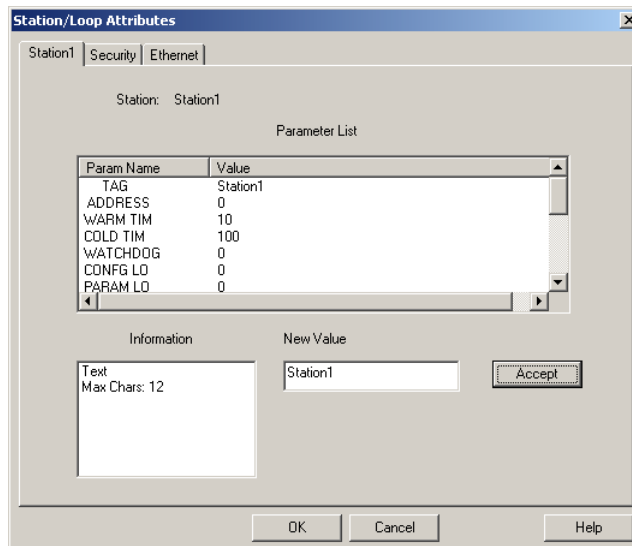 Station/Loop Attributes
Station1 Security Ethernet
Station: Station1
Parameter List
Param Name Value
TAG Station1
ADDRESS 0
WARM TIM 10
COLD TIM 100
WATCHDOG 0
CONFG LO 0
PARAM LO 0
Information New Value
Text
Max Chars: 12
Station1
Accept
OK Cancel Help